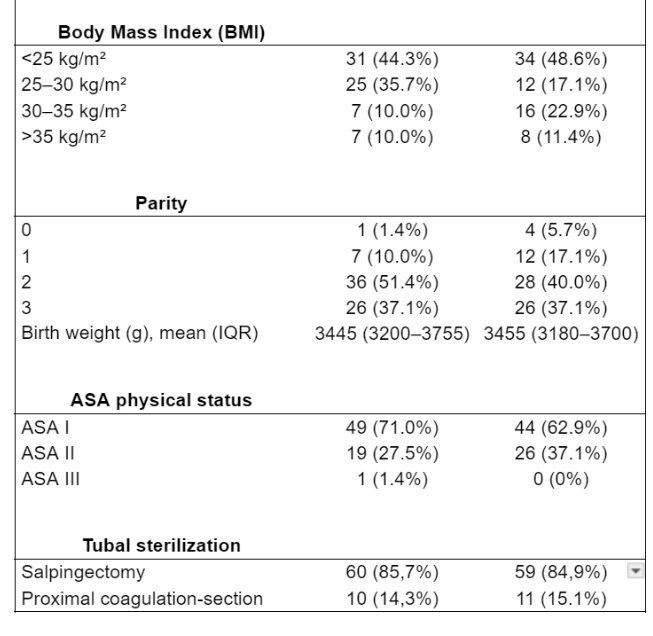 Body Mass Index (BMI)
<25 kg/m² 31 (44.3%) 34 (48.6%)
25–30 kg/m² 25 (35.7%) 12 (17.1%)
30–35 kg/m² 7 (10.0%) 16 (22.9%)
>35 kg/m² 7 (10.0%) 8 (11.4%)
Parity
0 1 (1.4%) 4 (5.7%)
1 7 (10.0%) 12 (17.1%)
2 36 (51.4%) 28 (40.0%)
3 26 (37.1%) 26 (37.1%)
Birth weight (g), mean (IQR) 3445 (3200–3755) 3455 (3180–3700)
ASA physical status
ASA I 49 (71.0%) 44 (62.9%)
ASA II 19 (27.5%) 26 (37.1%)
ASA III 1 (1.4%) 0 (0%)
Tubal sterilization
Salpingectomy 60 (85,7%) 59 (84,9%)
Proximal coagulation-section 10 (14,3%) 11 (15.1%)